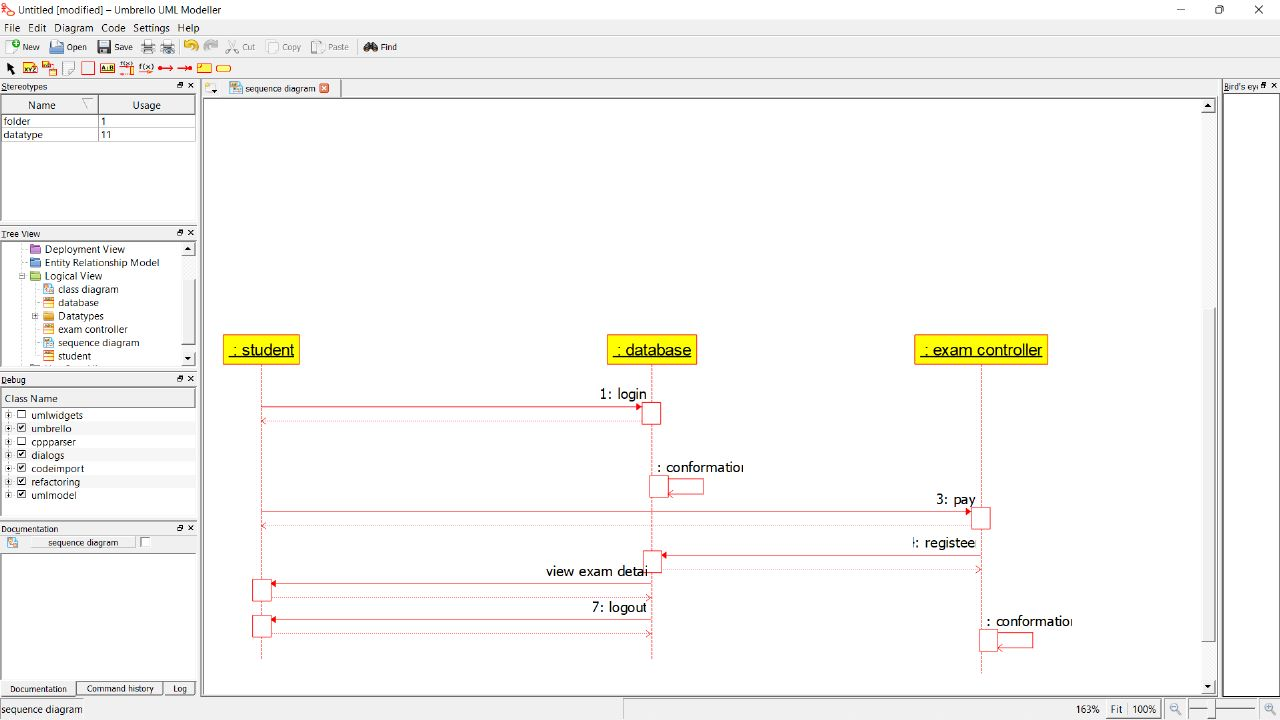 Untitled [modified] – Umbrello UML Modeller
File Edit Diagram Code Settings Help
New Open Save Cut Copy Paste Find
Stereotypes
Name Usage
folder 1
datatype 11
Tree View
Deployment View
Entity Relationship Model
Logical View
class diagram
database
Datatypes
exam controller
sequence diagram
student
Debug
Class Name
umlwidgets
umbrello
cppparser
dialogs
codeimport
refactoring
umlmodel
Documentation
sequence diagram
Documentation Command history Log
sequence diagram
sequence diagram
: student
: database
: exam controller
1: login
: conformation
3: pay
: registee
view exam detai
7: logout
: conformation
Bird's eye
163% Fit 100%